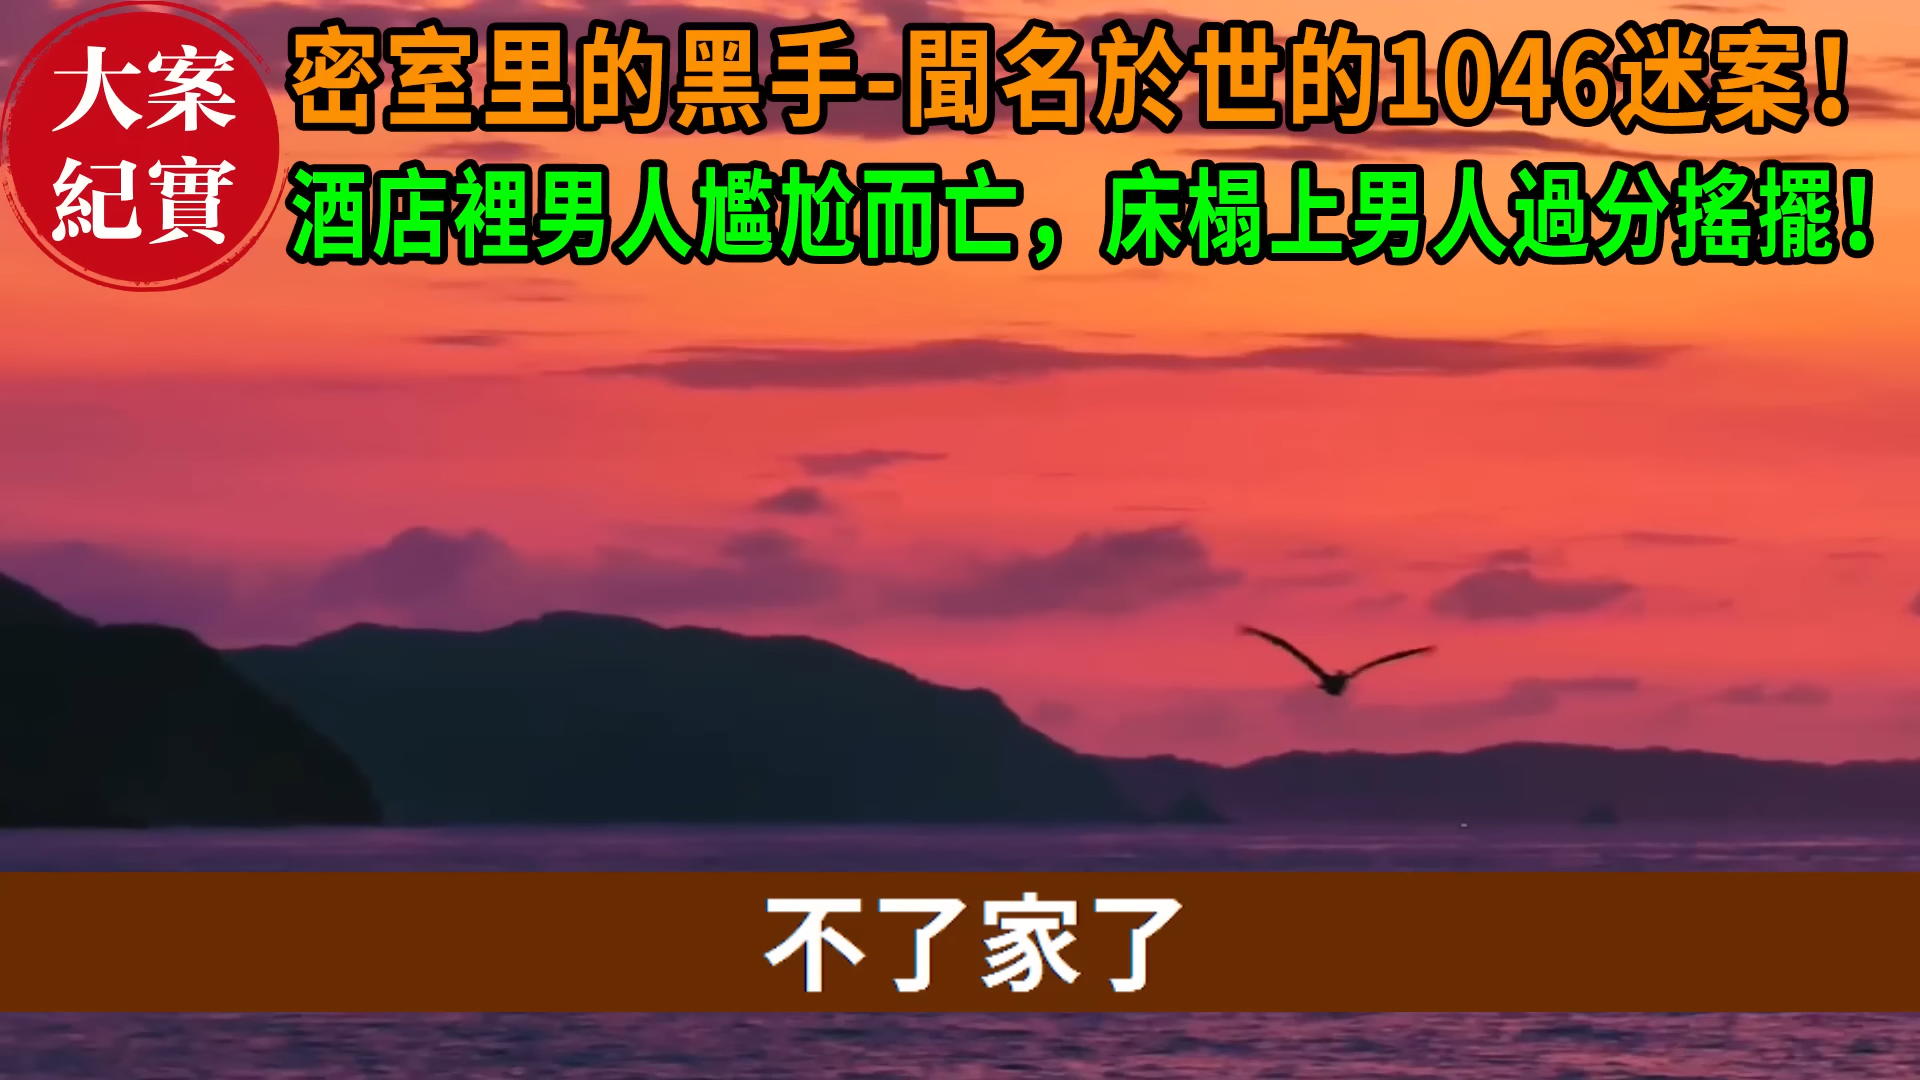 大案
紀實
密室里的黑手-聞名於世的1046迷案！
酒店裡男人尷尬而亡，床榻上男人過分搖擺！
不了家了